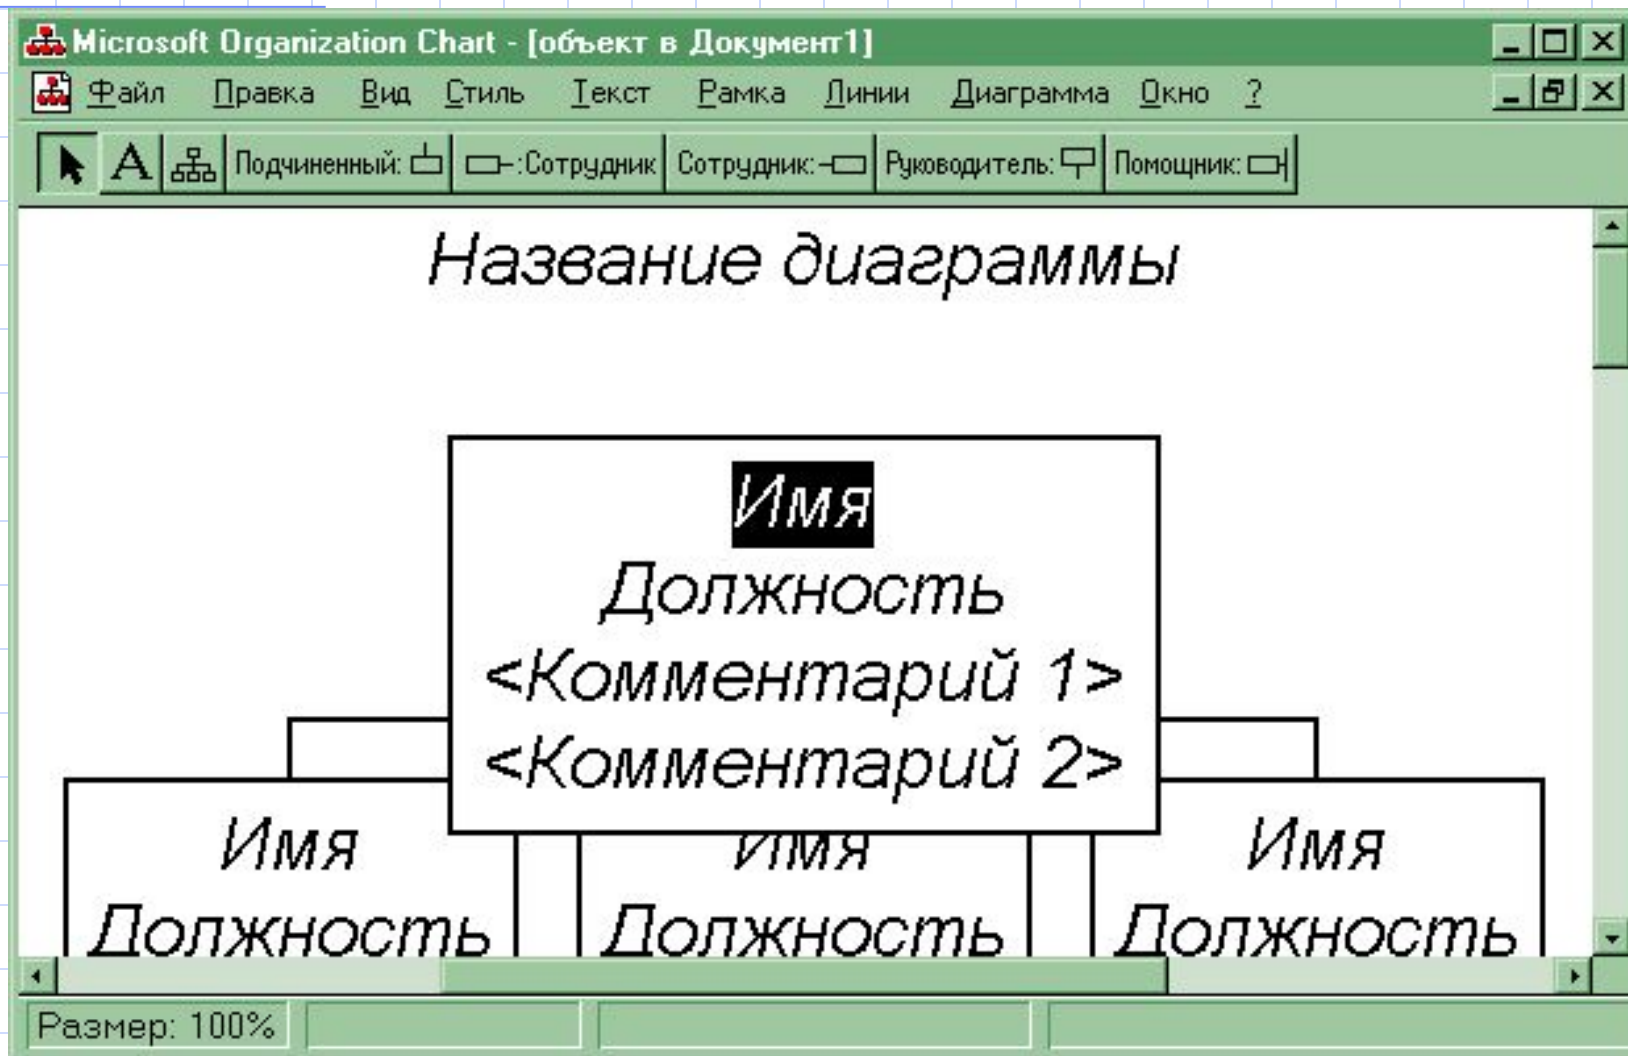 Microsoft Organization Chart - [объект в Документ1]
Файл Правка Вид Стиль Текст Рамка Линии Диаграмма Окно ?
A Подчиненный: :Сотрудник Сотрудник: Руководитель: Помощник:
Название диаграммы
Имя
Должность
<Комментарий 1>
<Комментарий 2>
Имя Имя Имя
Должность Должность Должность
Размер: 100%